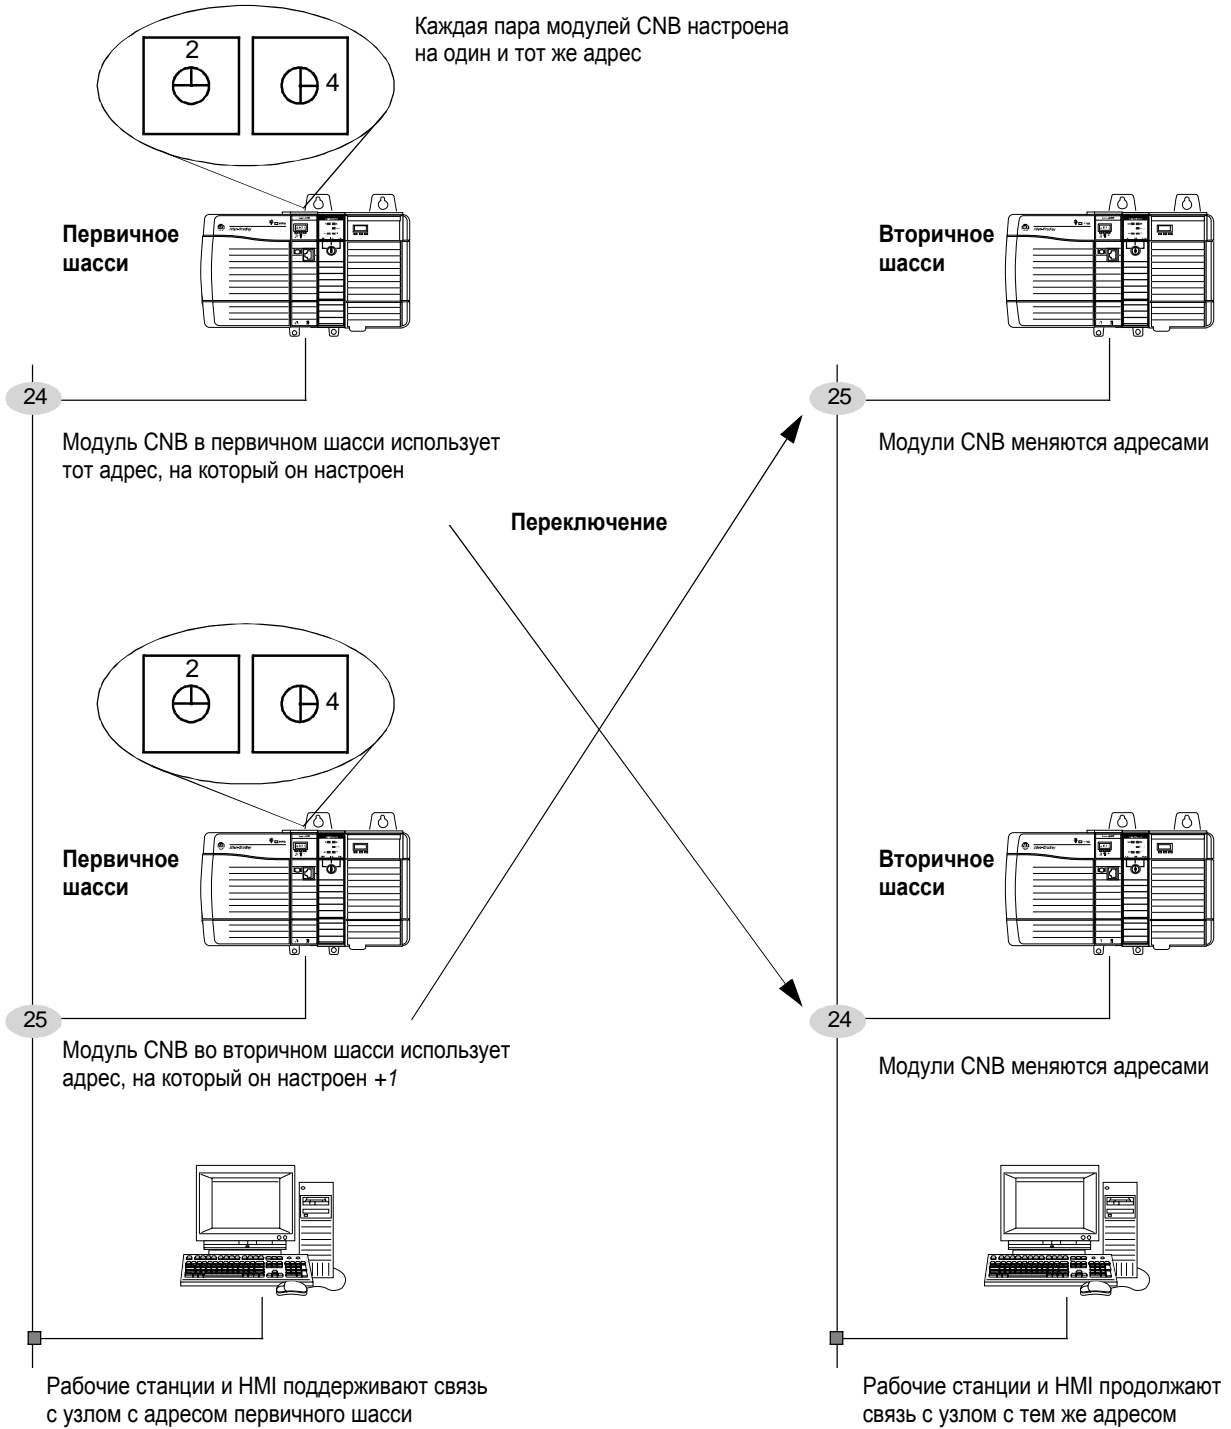 Каждая пара модулей CNB настроена
на один и тот же адрес
2
4
Первичное
шасси
Вторичное
шасси
24
25
Модуль CNB в первичном шасси использует
тот адрес, на который он настроен
Модули CNB меняются адресами
Переключение
2
4
Первичное
шасси
Вторичное
шасси
25
24
Модуль CNB во вторичном шасси использует
адрес, на который он настроен +1
Модули CNB меняются адресами
Рабочие станции и HMI поддерживают связь
с узлом с адресом первичного шасси
Рабочие станции и HMI продолжают
связь с узлом с тем же адресом